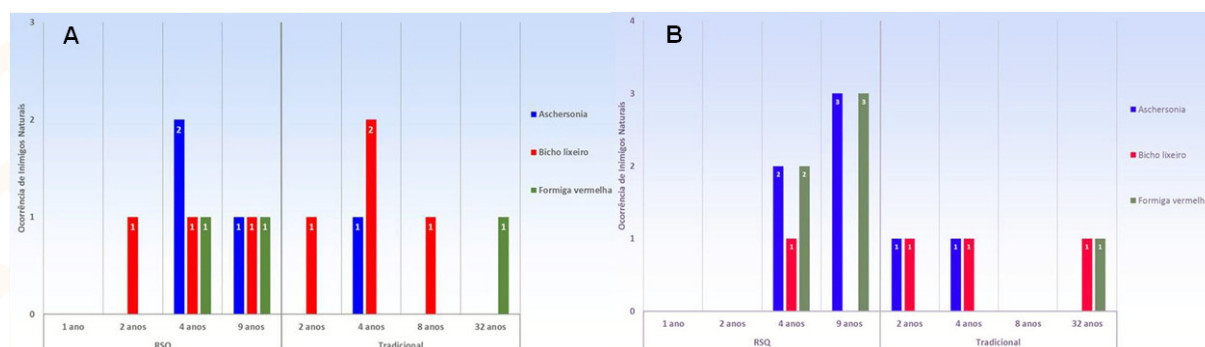 A
Ocorrência de Inimigos Naturais
3
2
1
0
2
2
1
1
1
1
1
1
1
1
1
1
1 ano
2 anos
4 anos
9 anos
2 anos
4 anos
8 anos
32 anos
RSQ
Tradicional
Aschersonia
Bicho lixeiro
Formiga vermelha
B
Ocorrência de Inimigos Naturais
4
3
2
1
0
2
1
2
3
3
1
1
1
1
1
1
1 ano
2 anos
4 anos
9 anos
2 anos
4 anos
8 anos
32 anos
RSQ
Tradicional
Aschersonia
Bicho lixeiro
Formiga vermelha